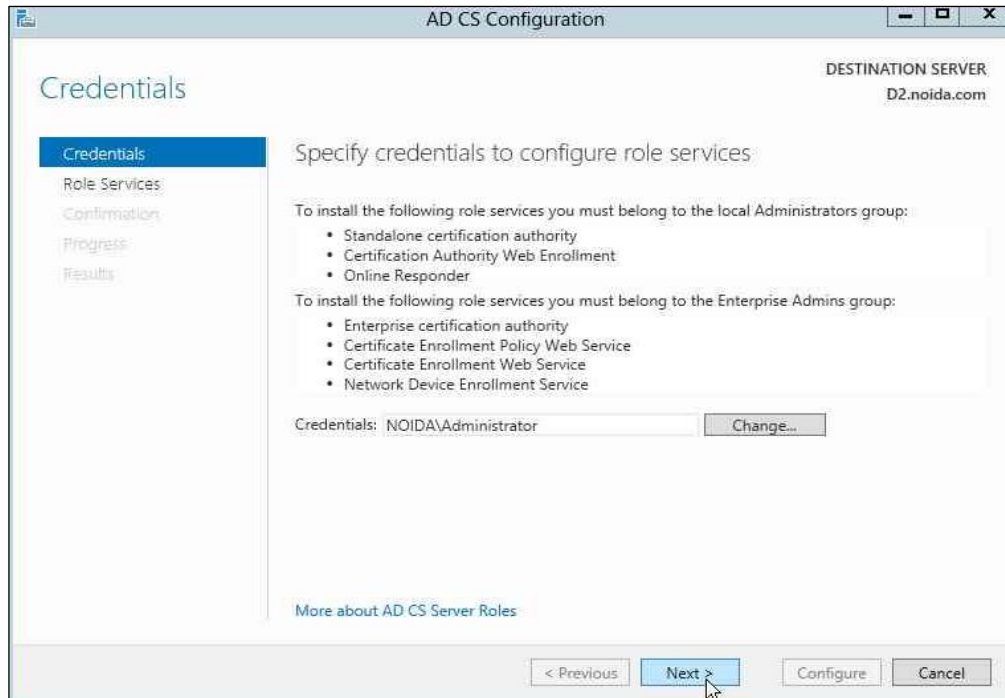 AD CS Configuration
DESTINATION SERVER
D2.noida.com
Credentials
Credentials
Role Services
Confirmation
Progress
Results
Specify credentials to configure role services
To install the following role services you must belong to the local Administrators group:
• Standalone certification authority
• Certification Authority Web Enrollment
• Online Responder
To install the following role services you must belong to the Enterprise Admins group:
• Enterprise certification authority
• Certificate Enrollment Policy Web Service
• Certificate Enrollment Web Service
• Network Device Enrollment Service
Credentials: NOIDA\Administrator Change...
More about AD CS Server Roles
< Previous Next > Configure Cancel